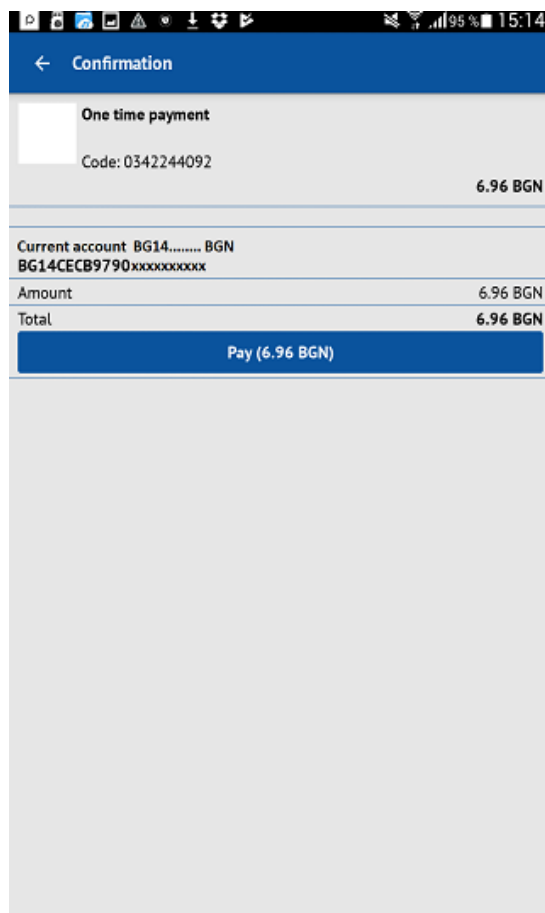 95 % 15:14
Confirmation
One time payment
Code: 0342244092
6.96 BGN
Current account BG14........ BGN
BG14CECB9790xxxxxxxxxx
Amount 6.96 BGN
Total 6.96 BGN
Pay (6.96 BGN)